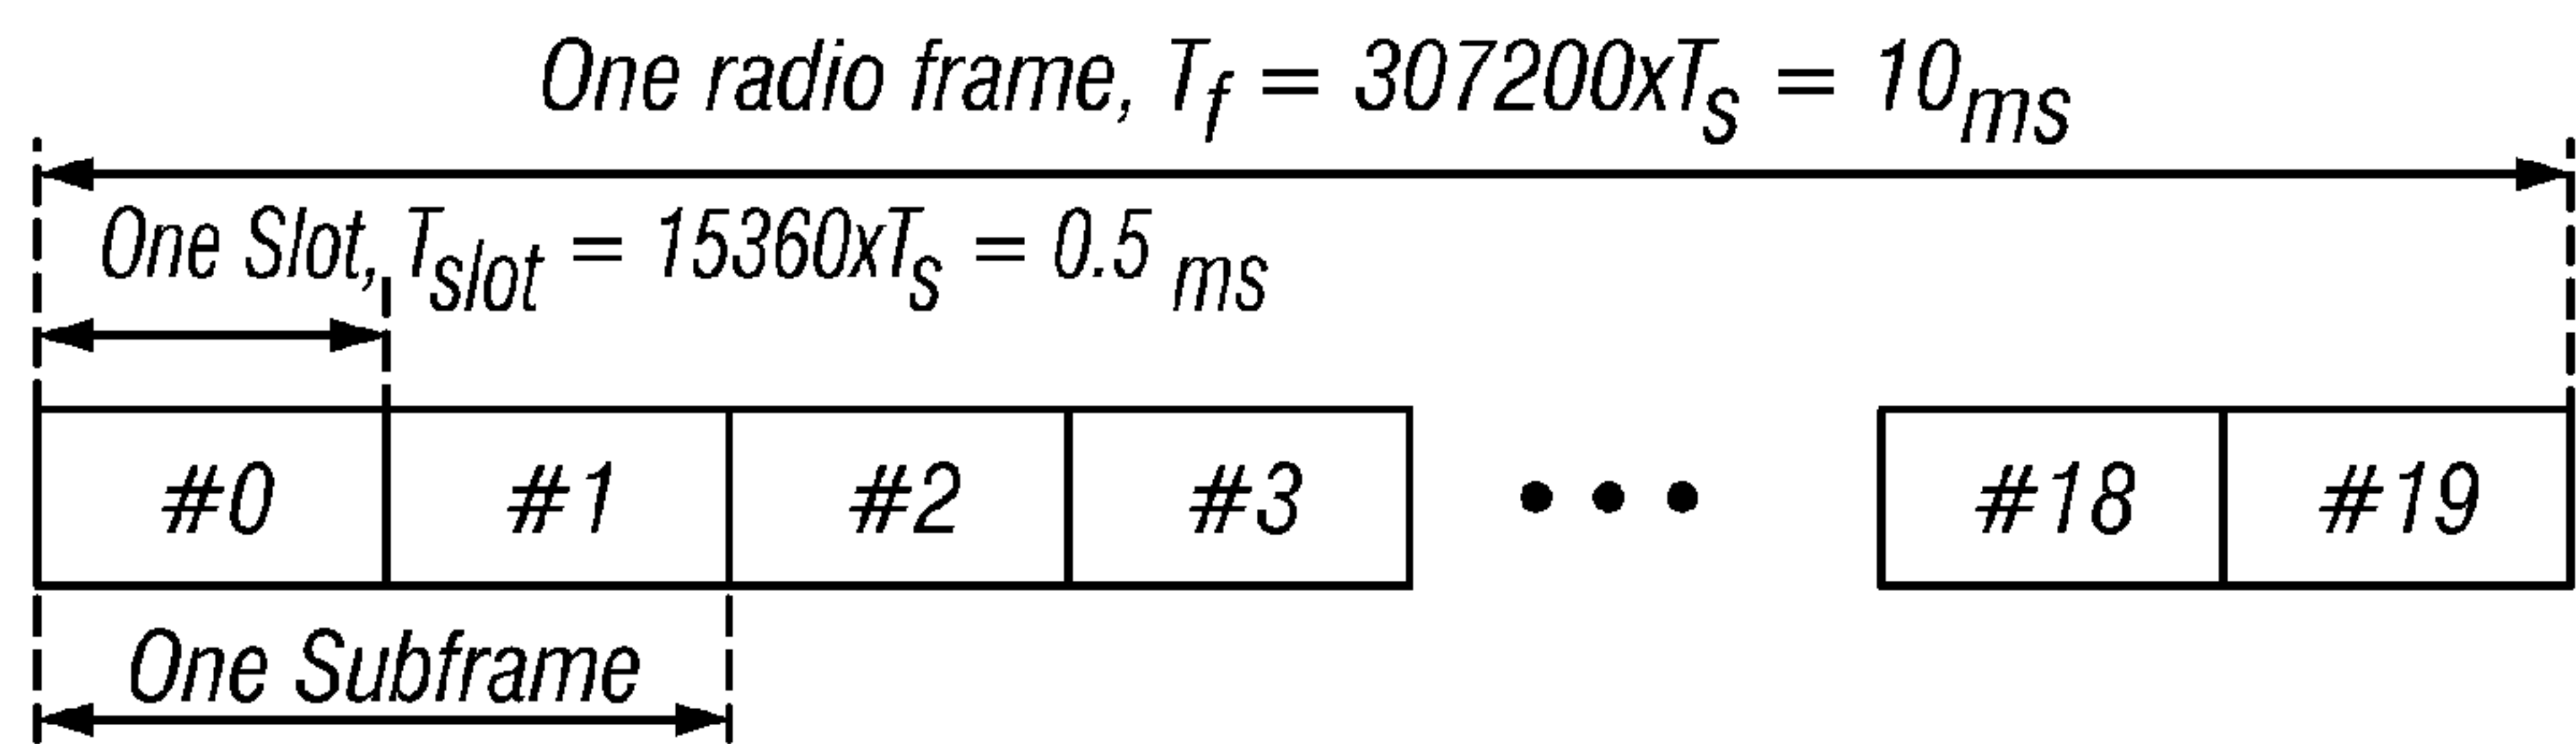 One radio frame, Tf = 307200xTs = 10ms
One Slot, Tslot = 15360xTs = 0.5 ms
#0 #1 #2 #3 ••• #18 #19
One Subframe